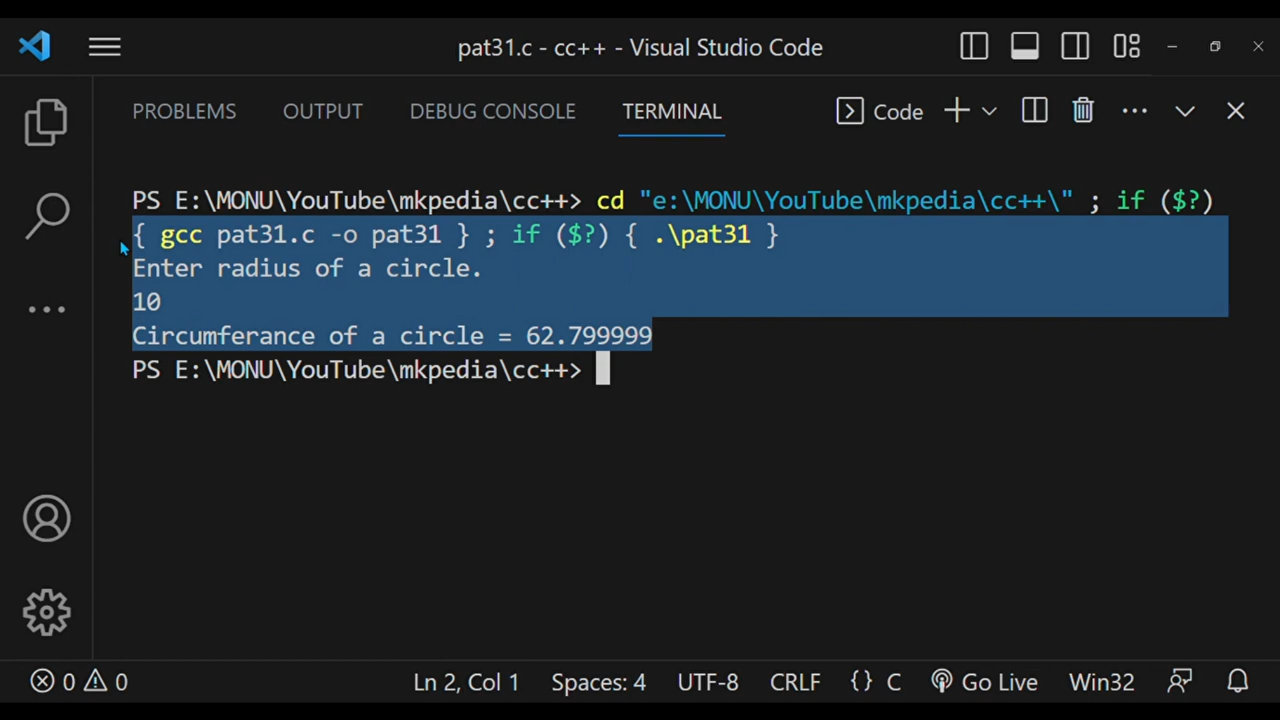 pat31.c - cc++ - Visual Studio Code
PROBLEMS OUTPUT DEBUG CONSOLE TERMINAL Code
PS E:\MONU\YouTube\mkpedia\cc++> cd "e:\MONU\YouTube\mkpedia\cc++\" ; if ($?)
{ gcc pat31.c -o pat31 } ; if ($?) { .\pat31 }
Enter radius of a circle.
10
Circumferance of a circle = 62.799999
PS E:\MONU\YouTube\mkpedia\cc++>
0 0 Ln 2, Col 1 Spaces: 4 UTF-8 CRLF {} C Go Live Win32